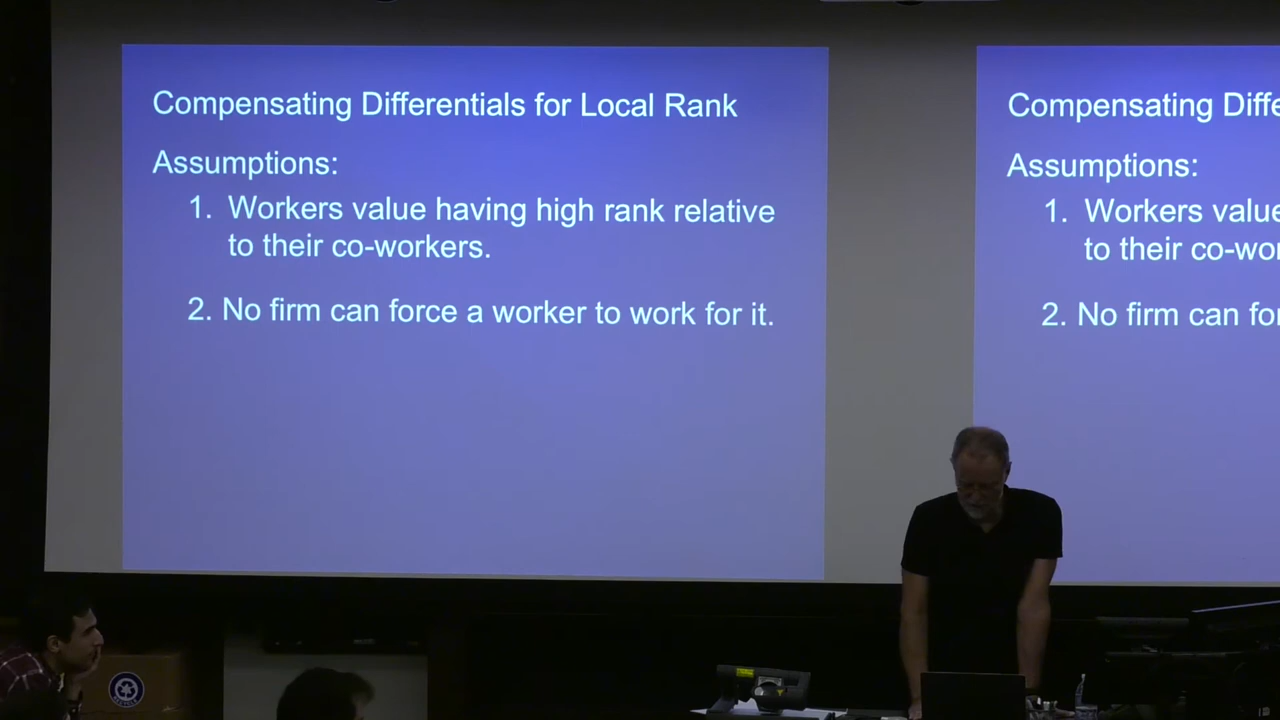 Compensating Differentials for Local Rank
Assumptions:
1. Workers value having high rank relative
to their co-workers.
2. No firm can force a worker to work for it.
Compensating Diffe
Assumptions:
1. Workers value
to their co-wor
2. No firm can for